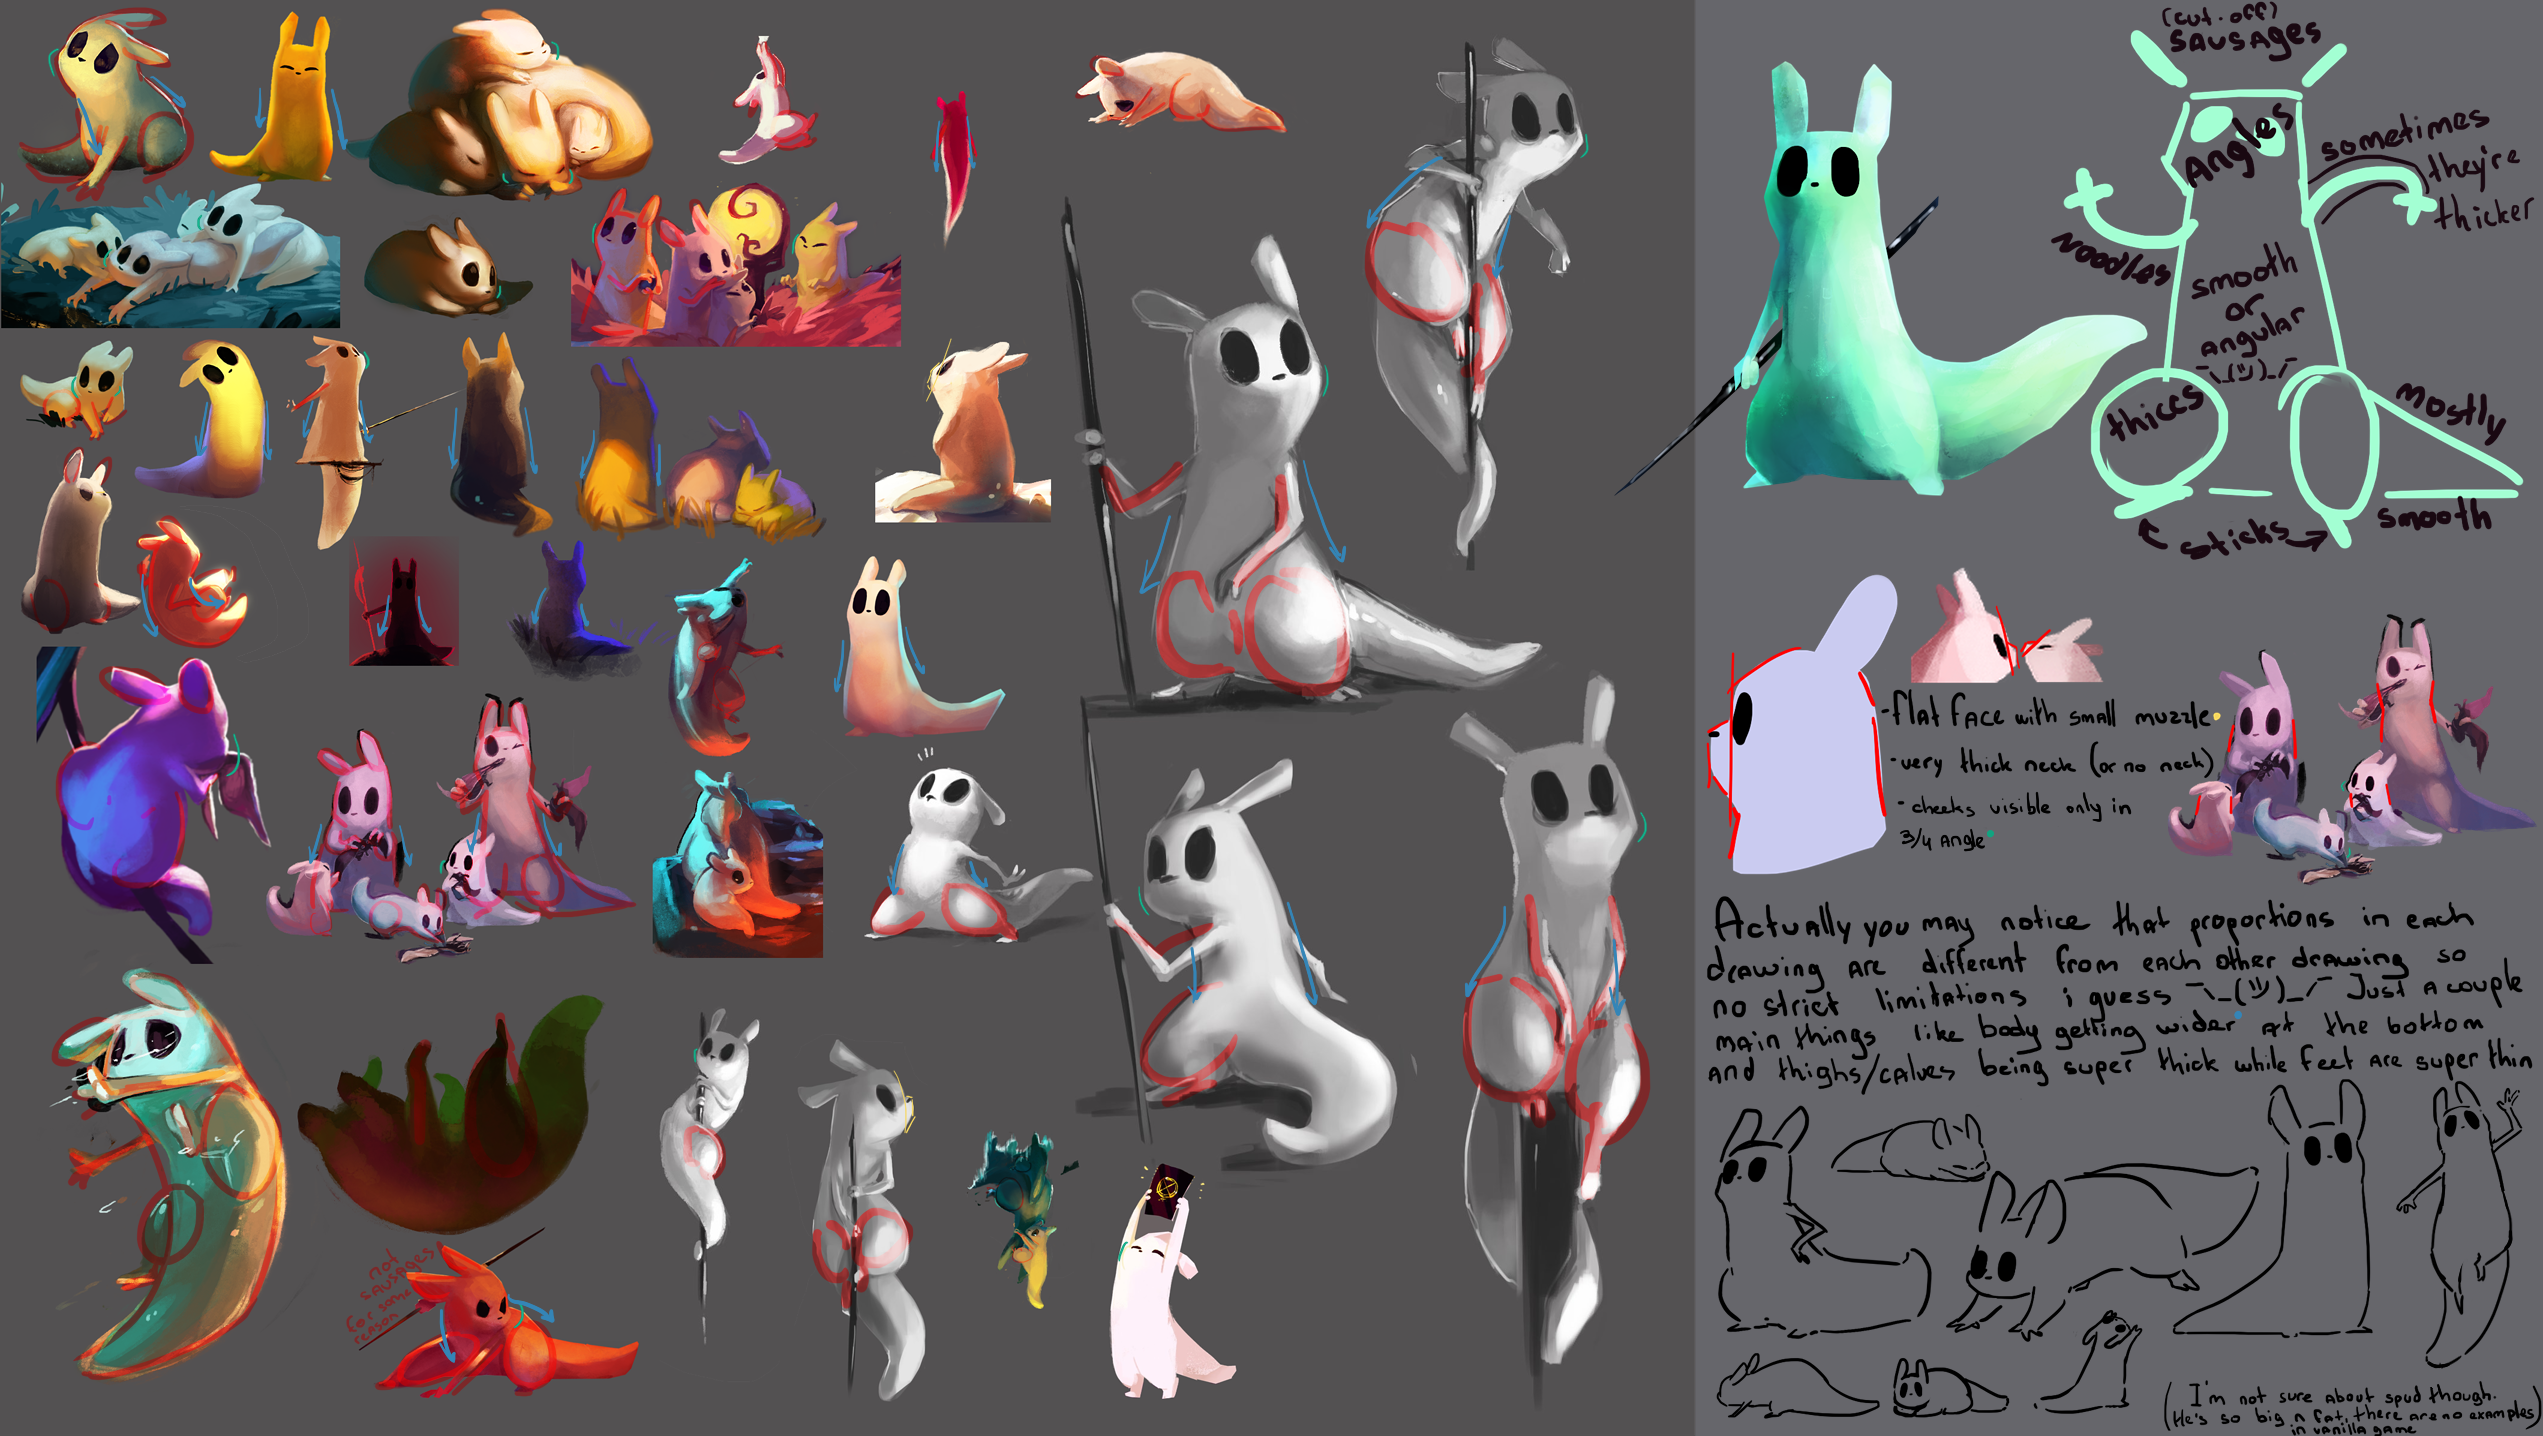 (cut-off)
SAUSAGES
Angles
sometimes
they're
thicker
Noodles
smooth
or
angular
¯\_(ツ)_/¯
thiccs
mostly
smooth
sticks
-flat face with small muzzle
-very thick neck (or no neck)
-cheeks visible only in
3/4 angle
Actually you may notice that proportions in each
drawing are different from each other drawing so
no strict limitations i guess ¯\_(ツ)_/¯ Just a couple
main things like body getting wider at the bottom
and thighs/calves being super thick while feet are super thin
not
sausages
for some
reason
(I'm not sure about spud though.
He's so big n fat, there are no examples
in vanilla game)